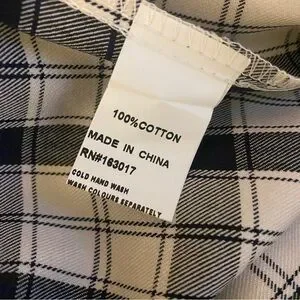 100%COTTON
MADE IN CHINA
RN#163017
COLD HAND WASH
WASH COLOURS SEPARATELY